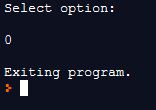 Select option:
0
Exiting program.
>